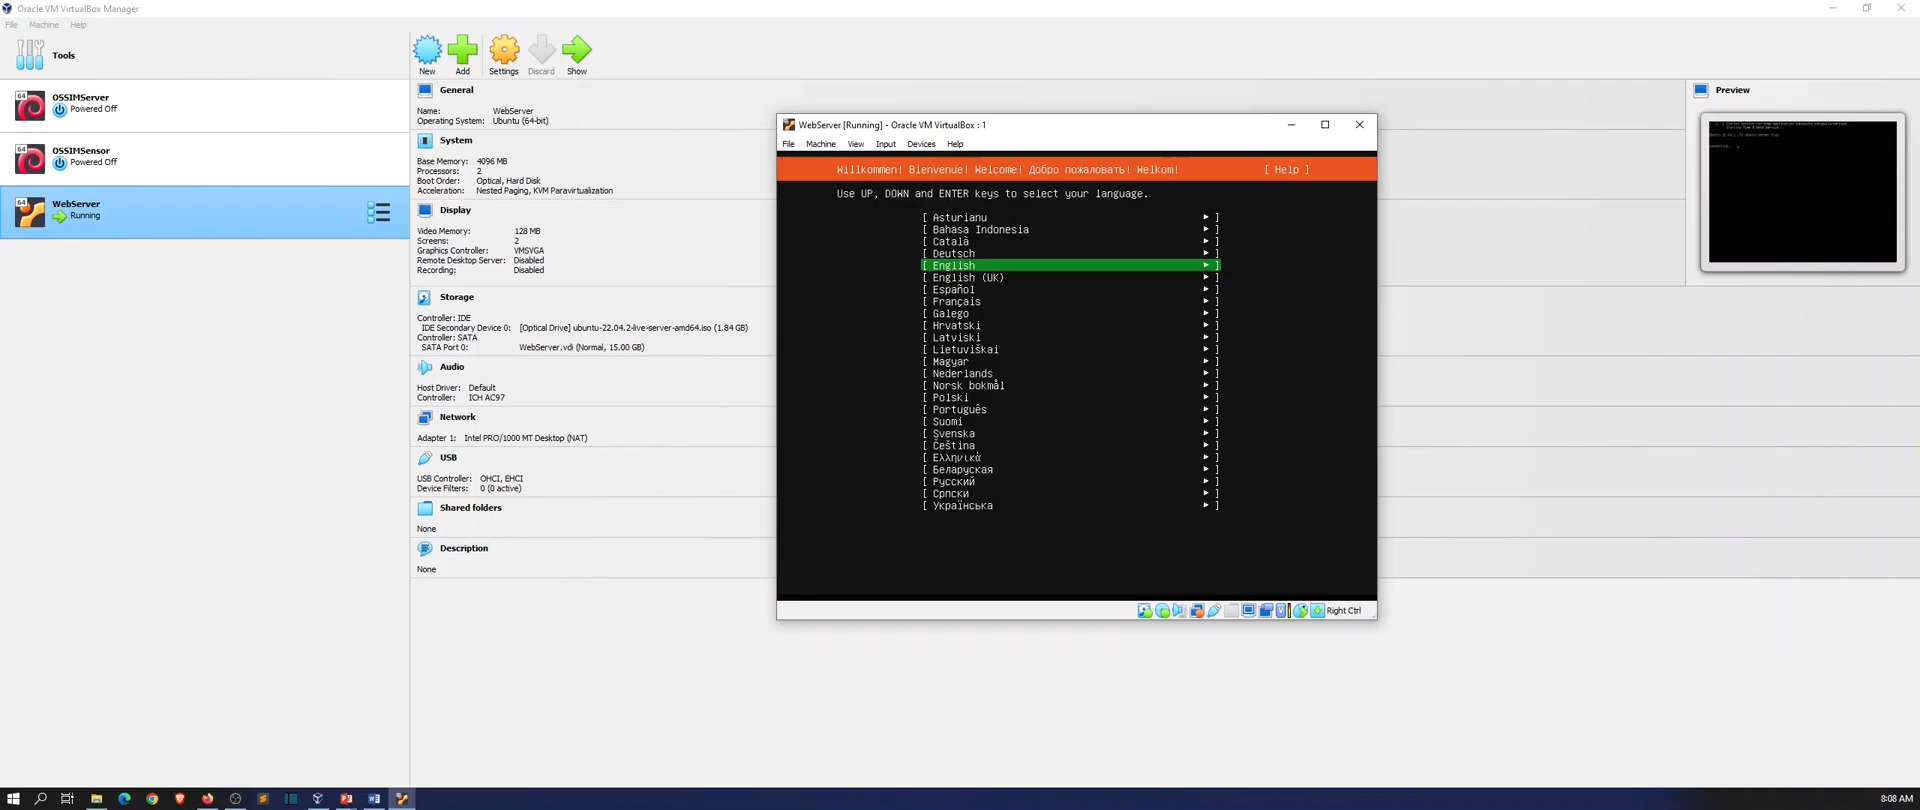 Oracle VM VirtualBox Manager
File Machine Help
Tools
New Add Settings Discard Show
64 OSSIMServer
Powered Off
64 OSSIMSensor
Powered Off
64 WebServer
Running
General
Name: WebServer
Operating System: Ubuntu (64-bit)
System
Base Memory: 4096 MB
Processors: 2
Boot Order: Optical, Hard Disk
Acceleration: Nested Paging, KVM Paravirtualization
Display
Video Memory: 128 MB
Screens: 2
Graphics Controller: VMSVGA
Remote Desktop Server: Disabled
Recording: Disabled
Storage
Controller: IDE
IDE Secondary Device 0: [Optical Drive] ubuntu-22.04.2-live-server-amd64.iso (1.84 GB)
Controller: SATA
SATA Port 0: WebServer.vdi (Normal, 15.00 GB)
Audio
Host Driver: Default
Controller: ICH AC97
Network
Adapter 1: Intel PRO/1000 MT Desktop (NAT)
USB
USB Controller: OHCI, EHCI
Device Filters: 0 (0 active)
Shared folders
None
Description
None
WebServer [Running] - Oracle VM VirtualBox : 1
File Machine View Input Devices Help
Willkommen! Bienvenue! Welcome! Добро пожаловать! Welkom! [ Help ]
Use UP, DOWN and ENTER keys to select your language.
[ Asturianu ► ]
[ Bahasa Indonesia ► ]
[ Català ► ]
[ Deutsch ► ]
[ English ► ]
[ English (UK) ► ]
[ Español ► ]
[ Français ► ]
[ Galego ► ]
[ Hrvatski ► ]
[ Latviski ► ]
[ Lietuviškai ► ]
[ Magyar ► ]
[ Nederlands ► ]
[ Norsk bokmål ► ]
[ Polski ► ]
[ Português ► ]
[ Suomi ► ]
[ Svenska ► ]
[ Čeština ► ]
[ Ελληνικά ► ]
[ Беларуская ► ]
[ Русский ► ]
[ Српски ► ]
[ Українська ► ]
Right Ctrl
Preview
8:08 AM